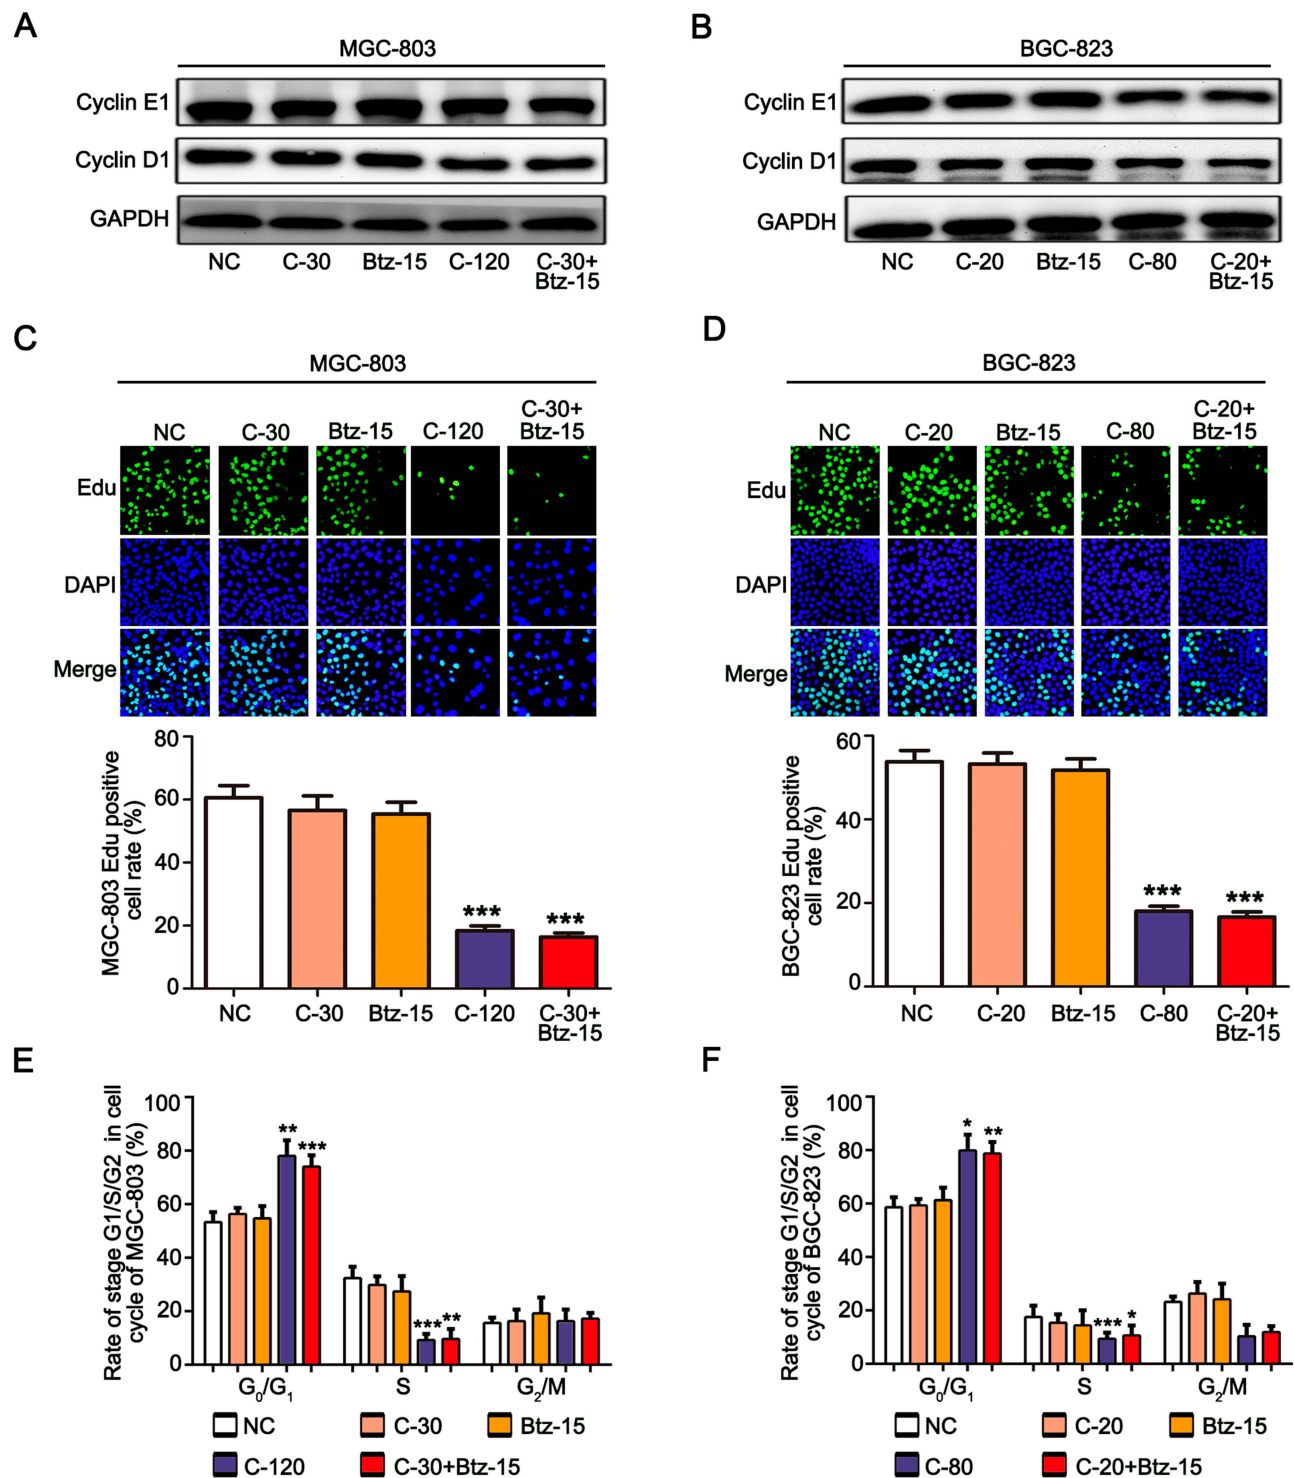 A
MGC-803
Cyclin E1
Cyclin D1
GAPDH
NC C-30 Btz-15 C-120 C-30+
Btz-15
B
BGC-823
Cyclin E1
Cyclin D1
GAPDH
NC C-20 Btz-15 C-80 C-20+
Btz-15
C
MGC-803
NC C-30 Btz-15 C-120 C-30+
Btz-15
Edu
DAPI
Merge
MGC-803 Edu positive
cell rate (%)
80
60
40
20
0
*** ***
NC C-30 Btz-15 C-120 C-30+
Btz-15
D
BGC-823
NC C-20 Btz-15 C-80 C-20+
Btz-15
Edu
DAPI
Merge
BGC-823 Edu positive
cell rate (%)
60
40
20
0
*** ***
NC C-20 Btz-15 C-80 C-20+
Btz-15
E
Rate of stage G1/S/G2 in cell
cycle of MGC-803 (%)
100
80
60
40
20
0
** ***
*** **
G0/G1 S G2/M
NC C-30 Btz-15
C-120 C-30+Btz-15
F
Rate of stage G1/S/G2 in cell
cycle of BGC-823 (%)
100
80
60
40
20
0
* **
*** *
G0/G1 S G2/M
NC C-20 Btz-15
C-80 C-20+Btz-15